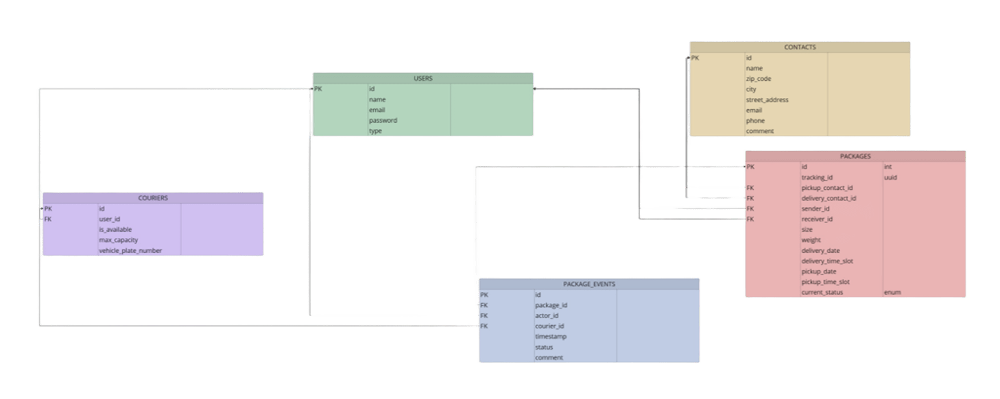 CONTACTS
PK id
name
zip_code
city
street_address
email
phone
comment
USERS
PK id
name
email
password
type
PACKAGES
PK id int
tracking_id uuid
FK pickup_contact_id
FK delivery_contact_id
FK sender_id
FK receiver_id
size
weight
delivery_date
delivery_time_slot
pickup_date
pickup_time_slot
current_status enum
COURIERS
PK id
FK user_id
is_available
max_capacity
vehicle_plate_number
PACKAGE_EVENTS
PK id
FK package_id
FK actor_id
FK courier_id
timestamp
status
comment